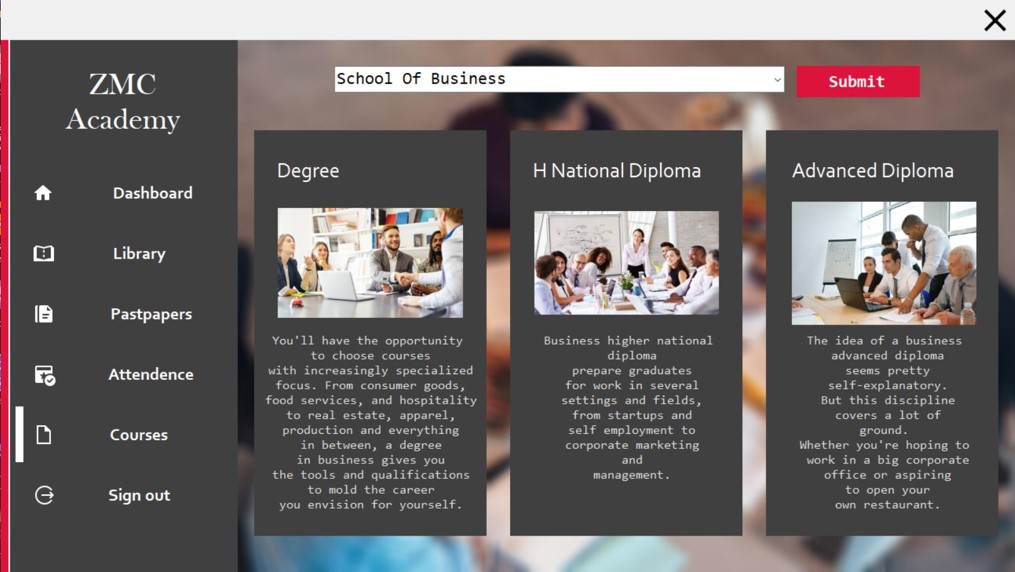 ZMC
Academy
Dashboard
Library
Pastpapers
Attendence
Courses
Sign out
School Of Business
Submit
Degree
You'll have the opportunity
to choose courses
with increasingly specialized
focus. From consumer goods,
food services, and hospitality
to real estate, apparel,
production and everything
in between, a degree
in business gives you
the tools and qualifications
to mold the career
you envision for yourself.
H National Diploma
Business higher national
diploma
prepare graduates
for work in several
settings and fields,
from startups and
self employment to
corporate marketing
and
management.
Advanced Diploma
The idea of a business
advanced diploma
seems pretty
self-explanatory.
But this discipline
covers a lot of
ground.
Whether you're hoping to
work in a big corporate
office or aspiring
to open your
own restaurant.